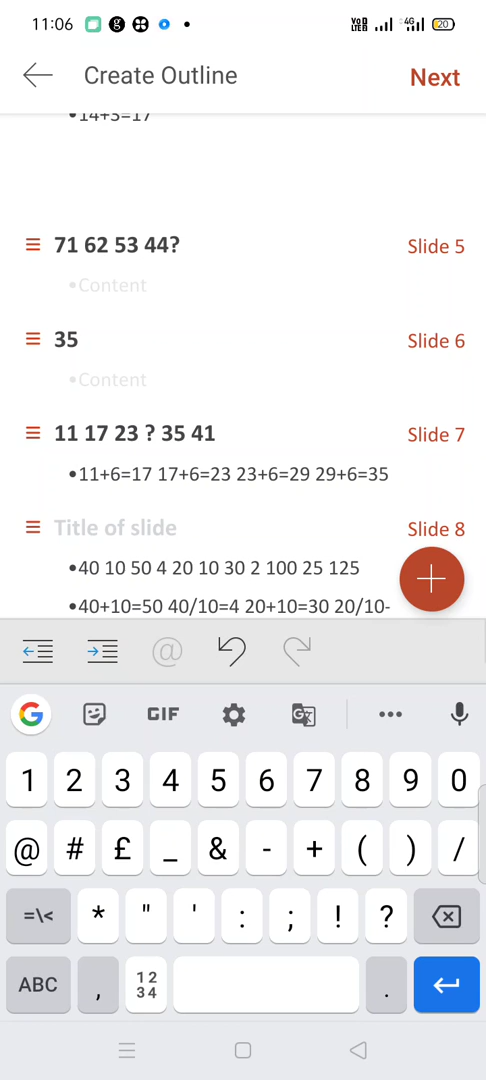 11:06
VoD LTE2 4G 20
Create Outline Next
•14+3=17
71 62 53 44? Slide 5
•Content
35 Slide 6
•Content
11 17 23 ? 35 41 Slide 7
•11+6=17 17+6=23 23+6=29 29+6=35
Title of slide Slide 8
•40 10 50 4 20 10 30 2 100 25 125
•40+10=50 40/10=4 20+10=30 20/10-
@
G GIF G
1 2 3 4 5 6 7 8 9 0
@ # £ _ & - + ( ) /
=\< * " ' : ; ! ?
ABC , 12 .
34